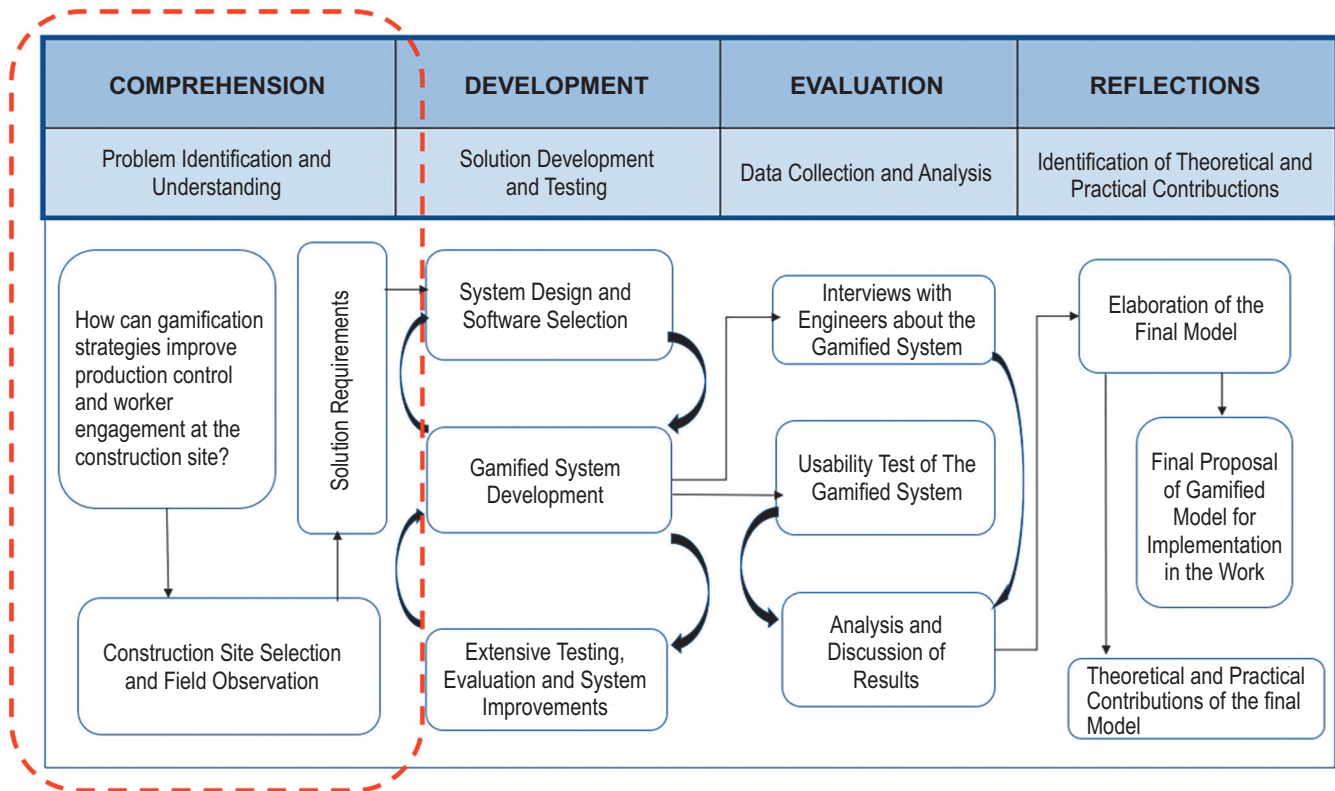 COMPREHENSION
DEVELOPMENT
EVALUATION
REFLECTIONS
Problem Identification and
Understanding
Solution Development
and Testing
Data Collection and Analysis
Identification of Theoretical and
Practical Contributions
How can gamification
strategies improve
production control
and worker
engagement at the
construction site?
Solution Requirements
Construction Site Selection
and Field Observation
System Design and
Software Selection
Gamified System
Development
Extensive Testing,
Evaluation and System
Improvements
Interviews with
Engineers about the
Gamified System
Usability Test of The
Gamified System
Analysis and
Discussion of
Results
Elaboration of the
Final Model
Final Proposal
of Gamified
Model for
Implementation
in the Work
Theoretical and Practical
Contributions of the final
Model